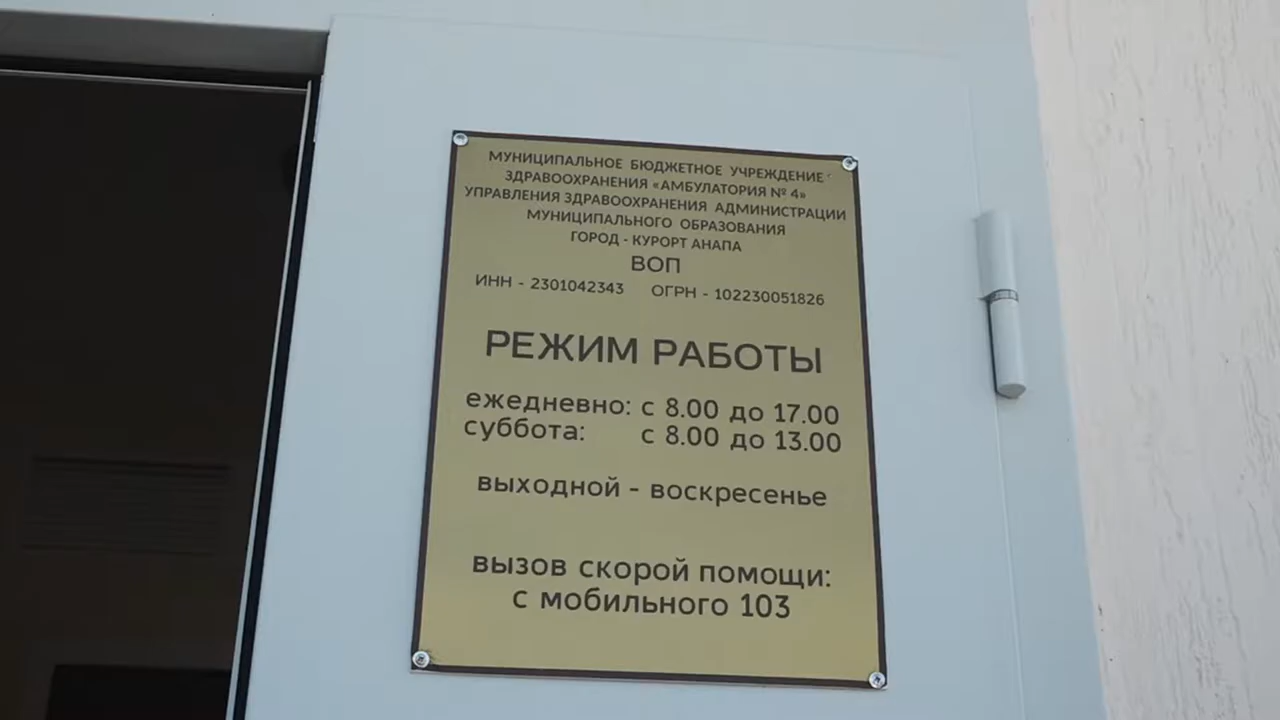 МУНИЦИПАЛЬНОЕ БЮДЖЕТНОЕ УЧРЕЖДЕНИЕ
ЗДРАВООХРАНЕНИЯ «АМБУЛАТОРИЯ № 4»
УПРАВЛЕНИЯ ЗДРАВООХРАНЕНИЯ АДМИНИСТРАЦИИ
МУНИЦИПАЛЬНОГО ОБРАЗОВАНИЯ
ГОРОД - КУРОРТ АНАПА
ВОП
ИНН - 2301042343 ОГРН - 102230051826
РЕЖИМ РАБОТЫ
ежедневно: с 8.00 до 17.00
суббота: с 8.00 до 13.00
выходной - воскресенье
вызов скорой помощи:
с мобильного 103